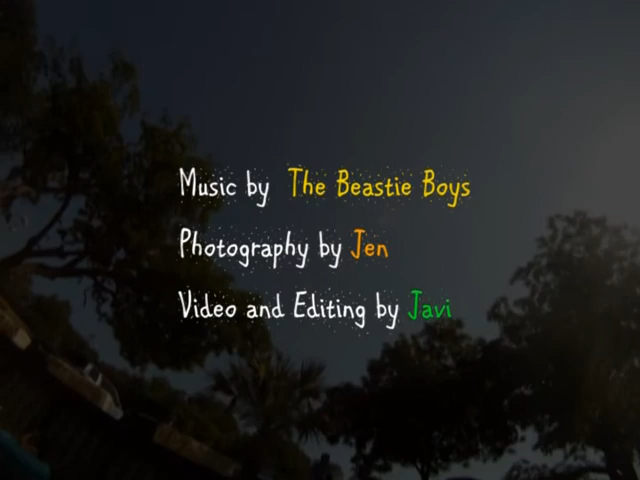 Music by The Beastie Boys
Photography by Jen
Video and Editing by Javi